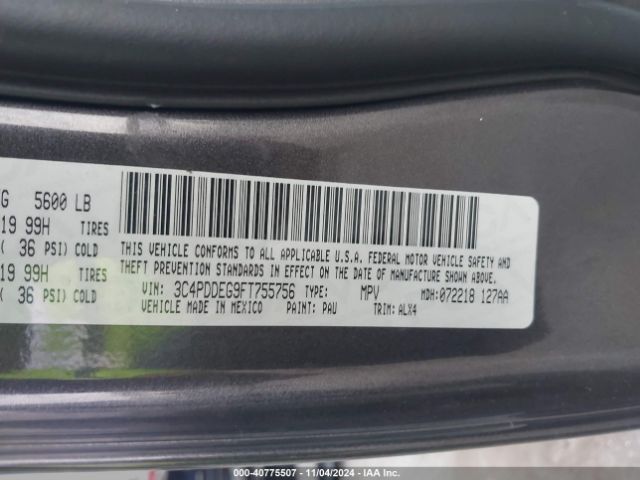 G 5600 LB
19 99H TIRES
( 36 PSI) COLD
19 99H TIRES
( 36 PSI) COLD
THIS VEHICLE CONFORMS TO ALL APPLICABLE U.S.A. FEDERAL MOTOR VEHICLE SAFETY AND
THEFT PREVENTION STANDARDS IN EFFECT ON THE DATE OF MANUFACTURE SHOWN ABOVE.
VIN: 3C4PDDEG9FT755756 TYPE: MPV MDH: 072218 127AA
VEHICLE MADE IN MEXICO PAINT: PAU TRIM: ALX4
000-40775507 - 11/04/2024 - IAA Inc.